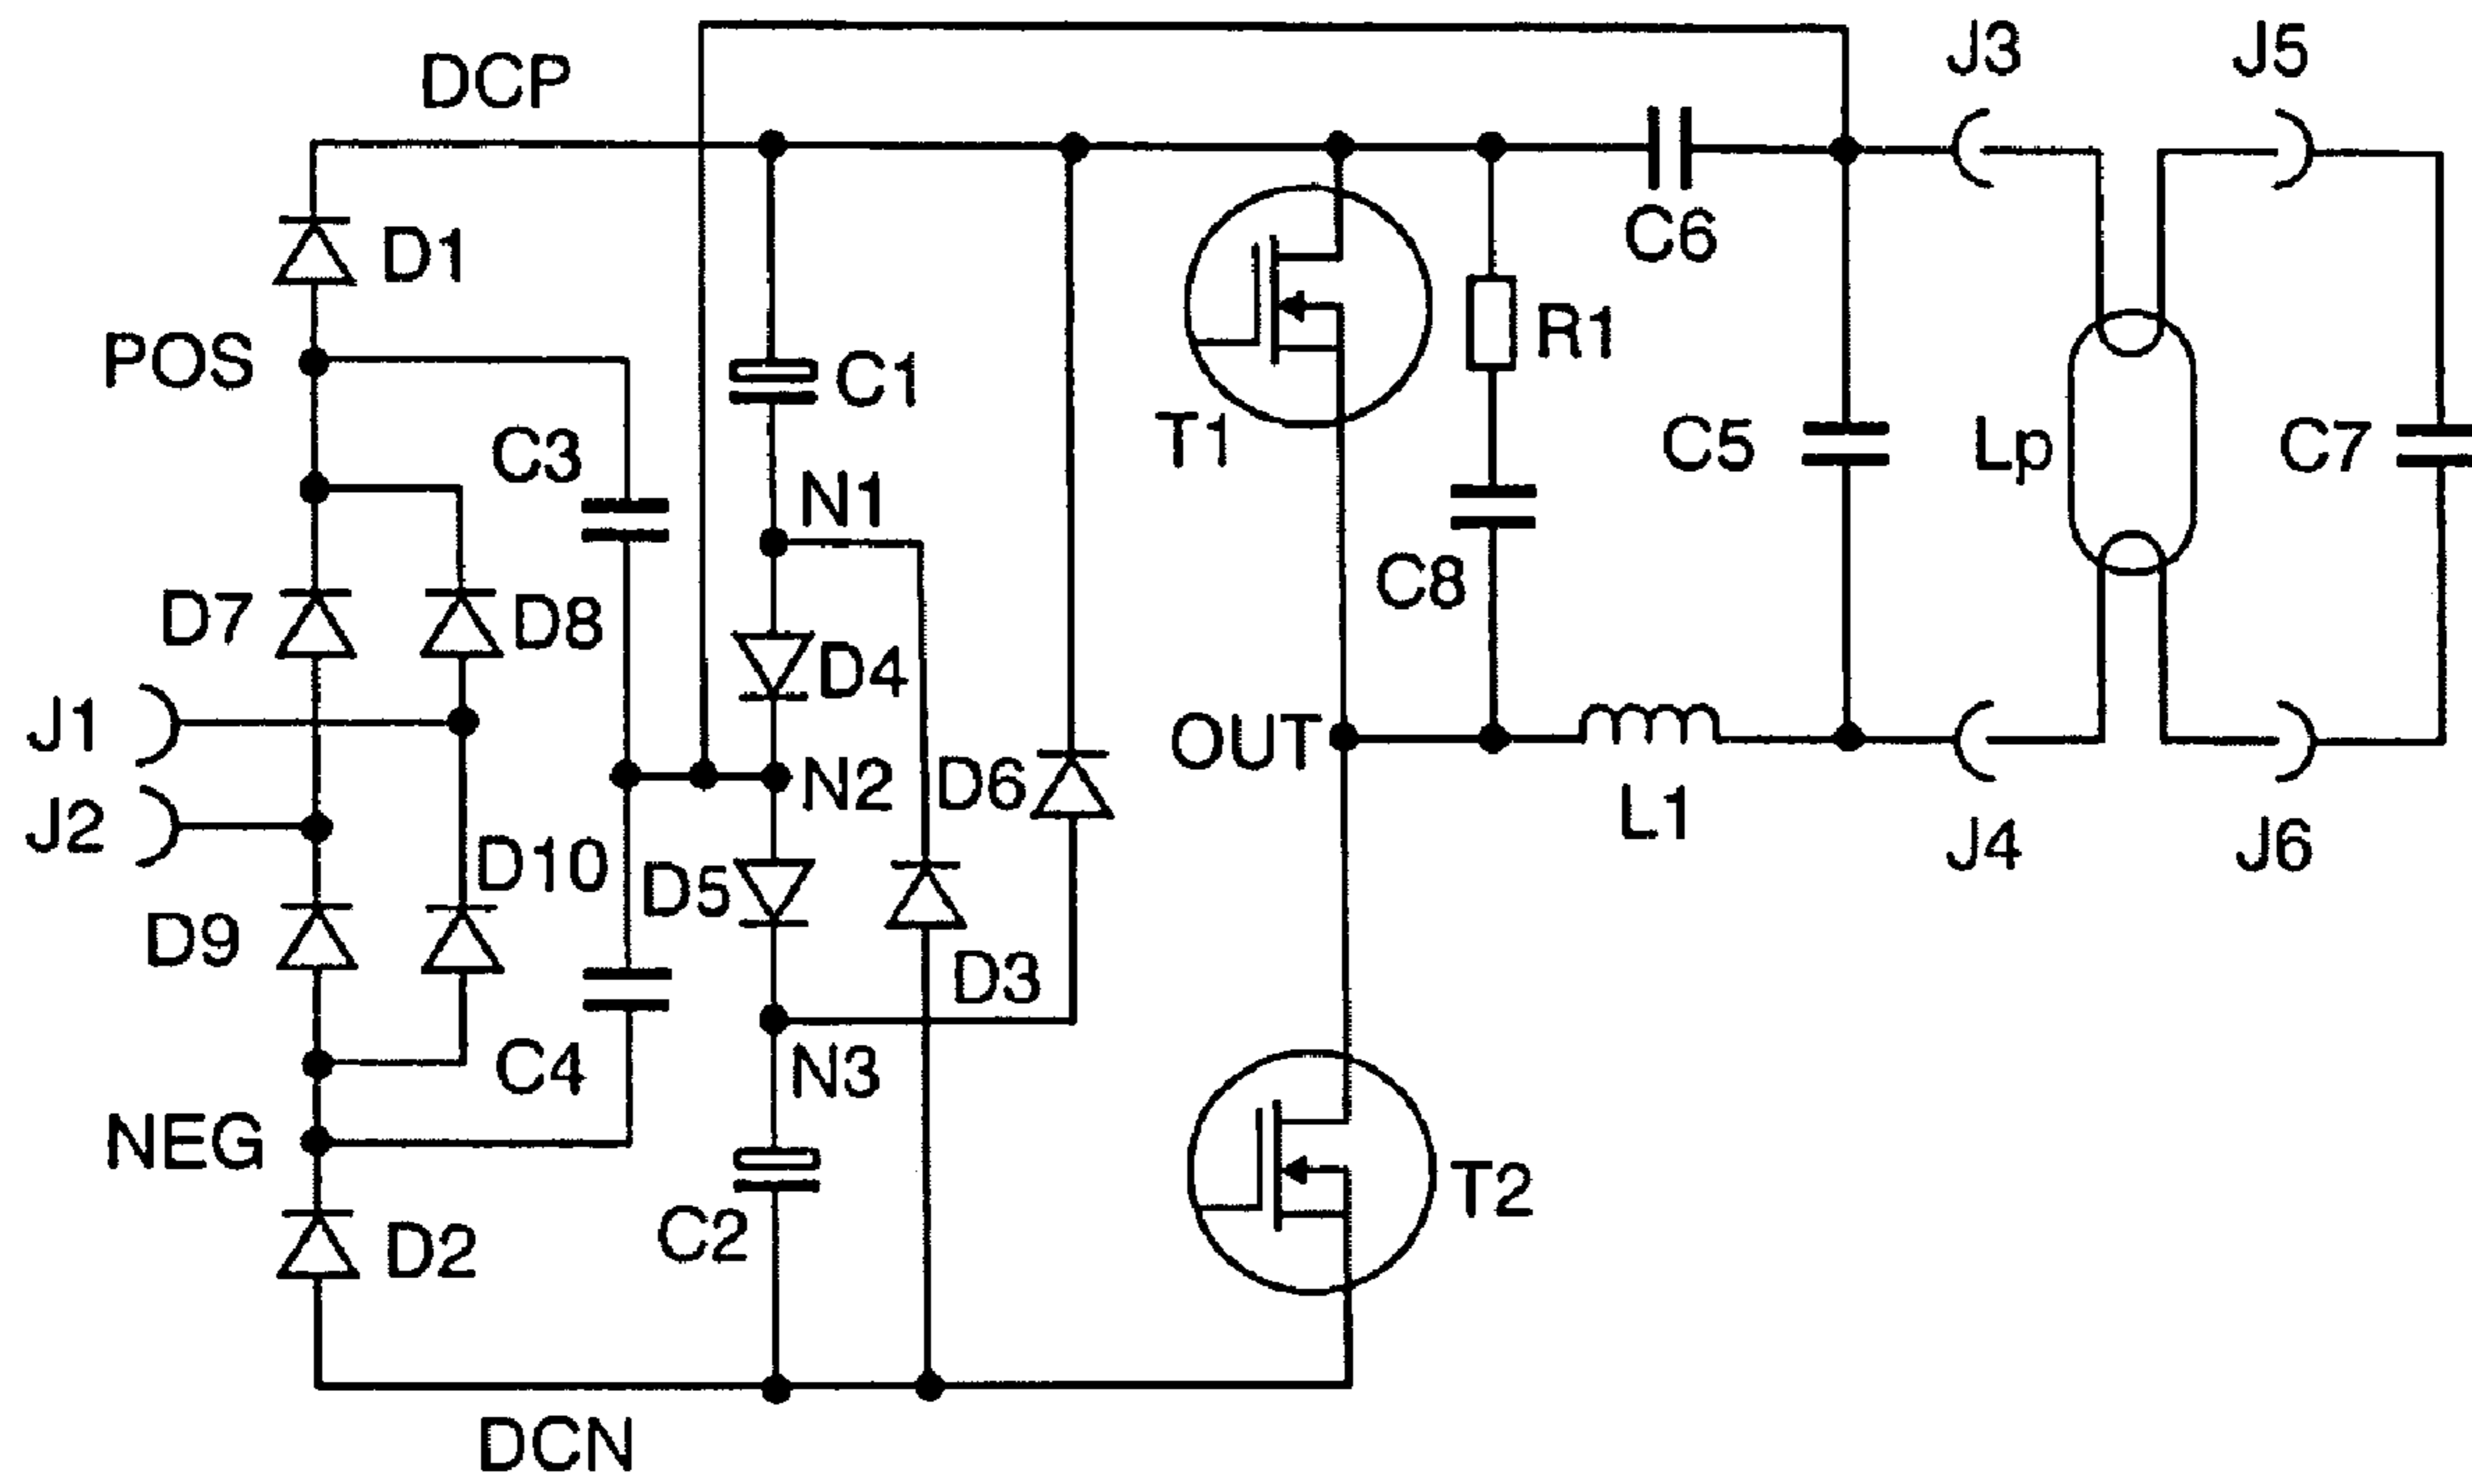 J3
J5
DCP
C6
D1
R1
POS
C1
T1
C3
C5
Lp
C7
N1
C8
D7
D8
D4
J1
OUT
D6
N2
L1
J2
J4
J6
D10
D5
D9
D3
C4
N3
NEG
T2
C2
D2
DCN